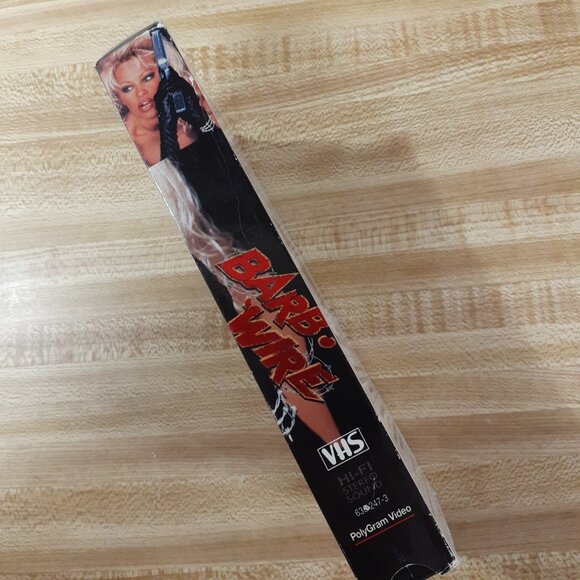 BARB
WIRE
VHS
HI-FI
STEREO
SOUND
PolyGram Video